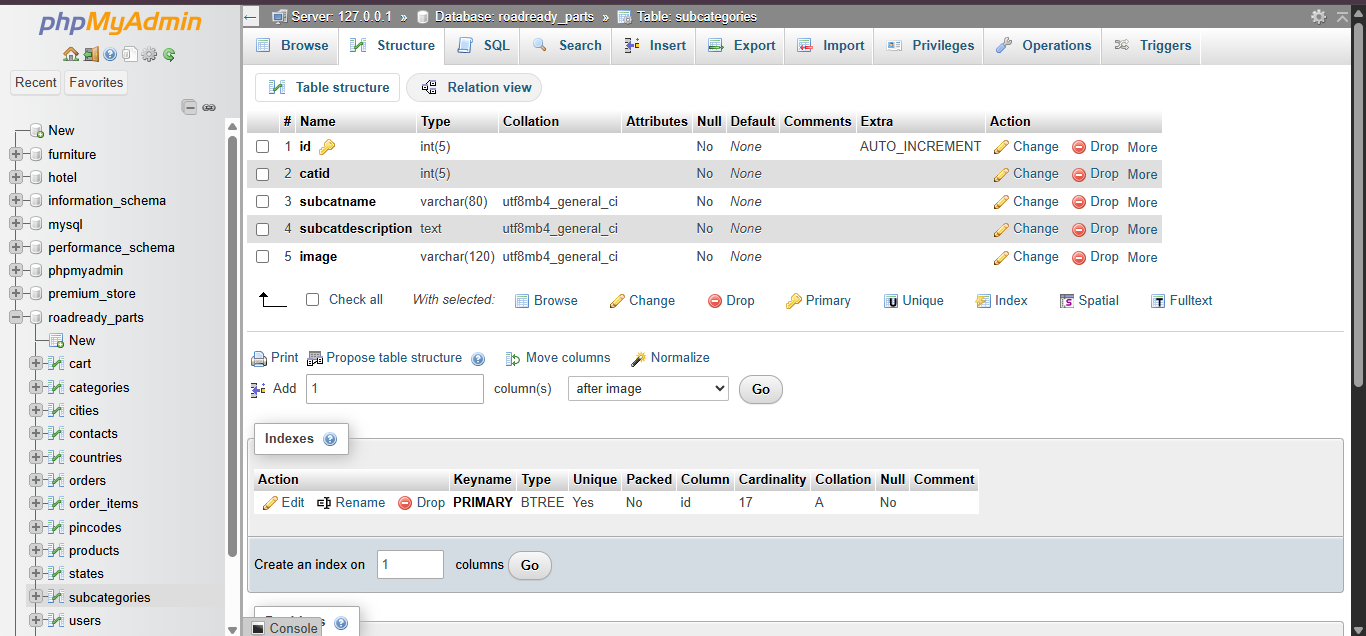 phpMyAdmin
Recent Favorites
New
furniture
hotel
information_schema
mysql
performance_schema
phpmyadmin
premium_store
roadready_parts
New
cart
categories
cities
contacts
countries
orders
order_items
pincodes
products
states
subcategories
users
Server: 127.0.0.1 » Database: roadready_parts » Table: subcategories
Browse Structure SQL Search Insert Export Import Privileges Operations Triggers
Table structure Relation view
# Name Type Collation Attributes Null Default Comments Extra Action
1 id int(5) No None AUTO_INCREMENT Change Drop More
2 catid int(5) No None Change Drop More
3 subcatname varchar(80) utf8mb4_general_ci No None Change Drop More
4 subcatdescription text utf8mb4_general_ci No None Change Drop More
5 image varchar(120) utf8mb4_general_ci No None Change Drop More
Check all With selected: Browse Change Drop Primary Unique Index Spatial Fulltext
Print Propose table structure Move columns Normalize
Add 1 column(s) after image Go
Indexes
Action Keyname Type Unique Packed Column Cardinality Collation Null Comment
Edit Rename Drop PRIMARY BTREE Yes No id 17 A No
Create an index on 1 columns Go
Console